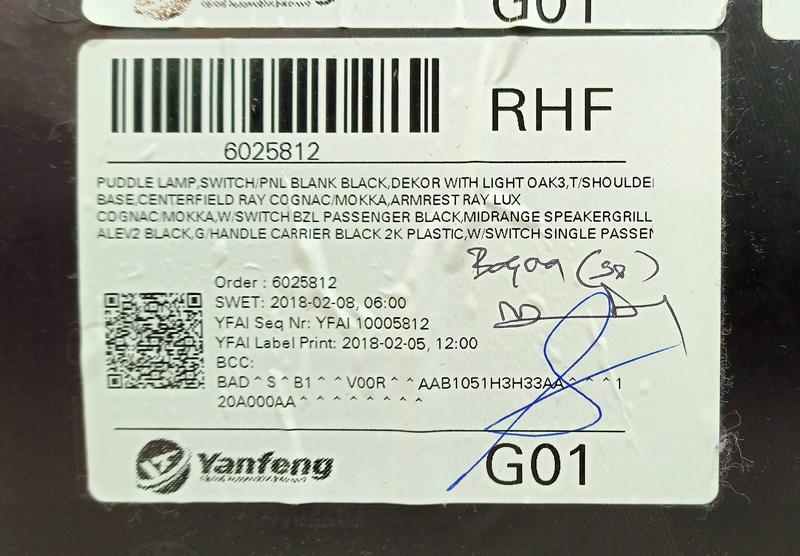 G01
RHF
6025812
PUDDLE LAMP,SWITCH/PNL BLANK BLACK,DEKOR WITH LIGHT OAK3,T/SHOULDE
BASE,CENTERFIELD RAY COGNAC/MOKKA,ARMREST RAY LUX
COGNAC/MOKKA,W/SWITCH BZL PASSENGER BLACK,MIDRANGE SPEAKERGRILL
ALEV2 BLACK,G/HANDLE CARRIER BLACK 2K PLASTIC,W/SWITCH SINGLE PASSEN
Order : 6025812
SWET: 2018-02-08, 06:00
YFAI Seq Nr: YFAI 10005812
YFAI Label Print: 2018-02-05, 12:00
BCC:
BAD^S^B1^^V00R^^AAB1051H3H33AA^^^1
20A000AA^^^^^^^^
Yanfeng
G01